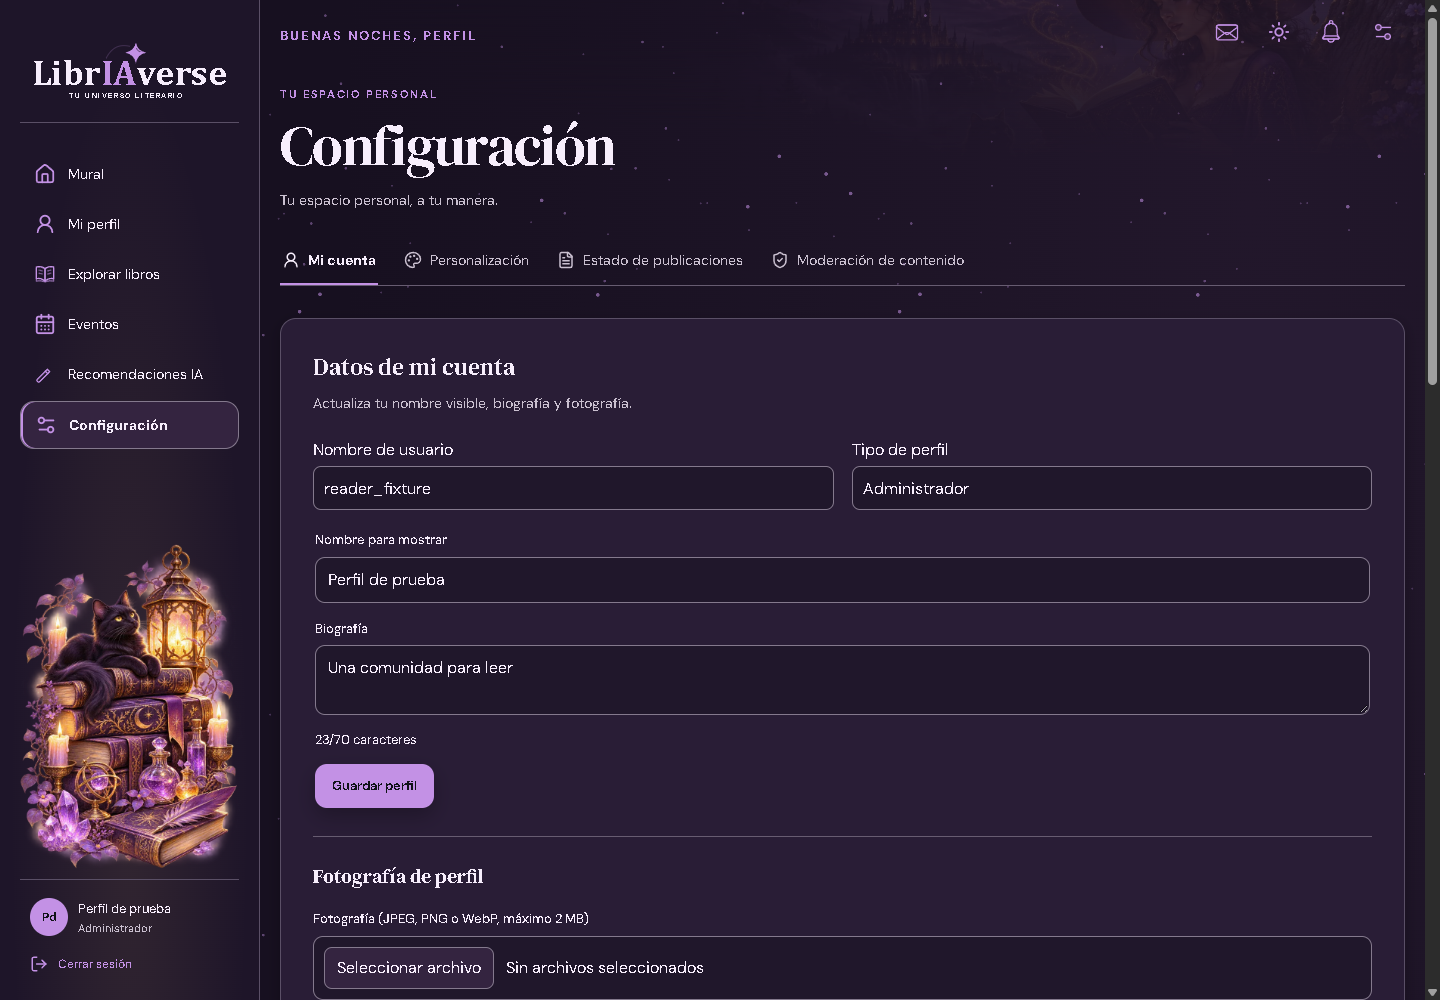 LibrIAverse
TU UNIVERSO LITERARIO
Mural
Mi perfil
Explorar libros
Eventos
Recomendaciones IA
Configuración
Pd
Perfil de prueba
Administrador
Cerrar sesión
BUENAS NOCHES, PERFIL
TU ESPACIO PERSONAL
Configuración
Tu espacio personal, a tu manera.
Mi cuenta
Personalización
Estado de publicaciones
Moderación de contenido
Datos de mi cuenta
Actualiza tu nombre visible, biografía y fotografía.
Nombre de usuario
reader_fixture
Tipo de perfil
Administrador
Nombre para mostrar
Perfil de prueba
Biografía
Una comunidad para leer
23/70 caracteres
Guardar perfil
Fotografía de perfil
Fotografía (JPEG, PNG o WebP, máximo 2 MB)
Seleccionar archivo
Sin archivos seleccionados